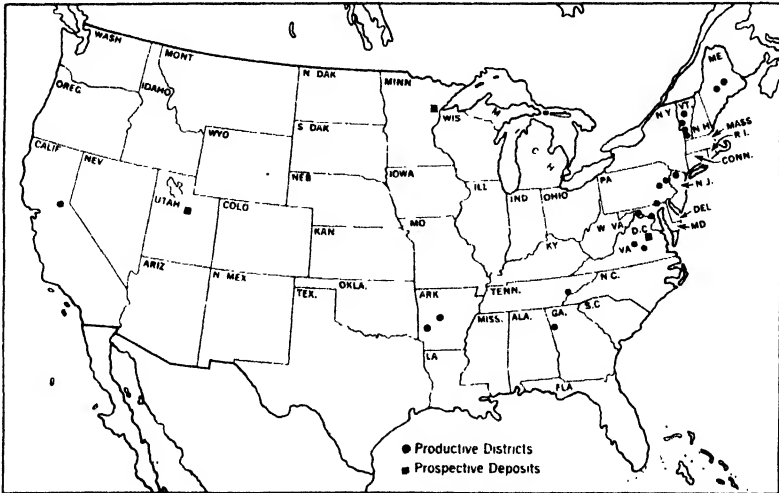 WASH
MONT
N DAK
MINN
ME
OREG
IDAHO
S DAK
WIS
M
I
C
H
N Y
VT.
N H
MASS
R I.
CONN.
WYO
CALIF
NEV
NEB
IOWA
PA
N. J.
UTAH
COLO
ILL
IND
OHIO
DEL
MD
W VA
D.C
VA
KAN
MO
KY
ARIZ
N MEX
OKLA.
TEX.
ARK
TENN.
N C.
S.C
MISS.
ALA.
GA.
LA
FLA
Productive Districts
Prospective Deposits